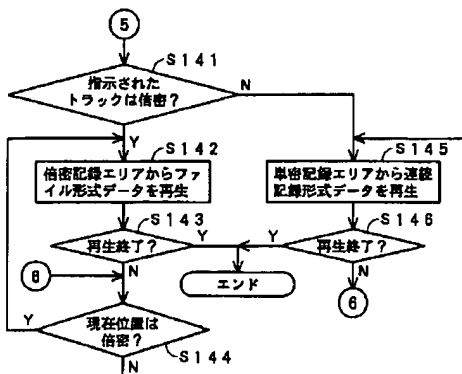 5
S141
指示された
トラックは倍密?
N
Y
S142
S145
倍密記録エリアからファ
イル形式データを再生
単密記録エリアから連続
記録形式データを再生
S143
S146
再生終了?
Y
Y
再生終了?
N
エンド
N
8
6
Y
現在位置は
倍密?
S144
N